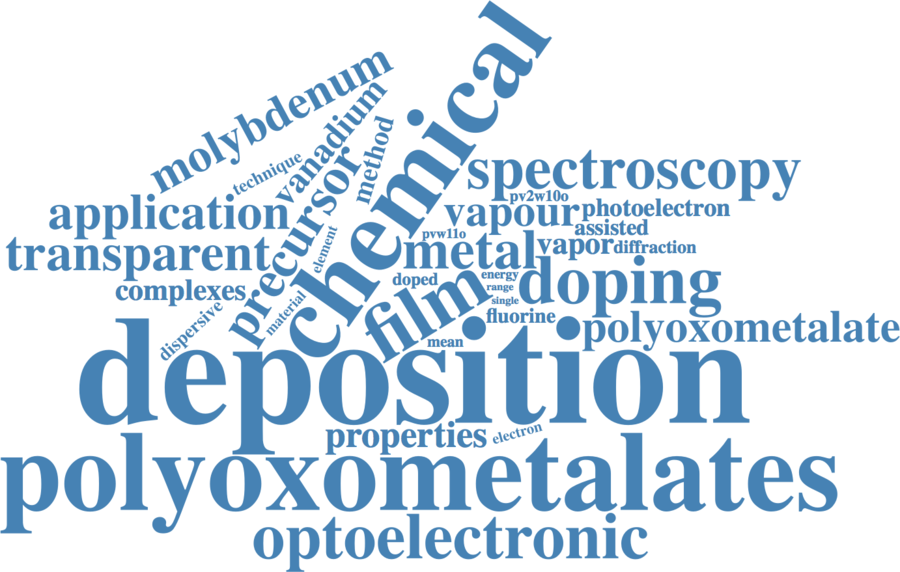 chemical
molybdenum
vanadium
method
technique
precursor
spectroscopy
application
pv2w10o
vapour
photoelectron
assisted
pvw11o
transparent
element
metal
vapor
diffraction
complexes
doped
energy
range
doping
film
single
material
dispersive
fluorine
polyoxometalate
mean
deposition
properties
electron
polyoxometalates
optoelectronic